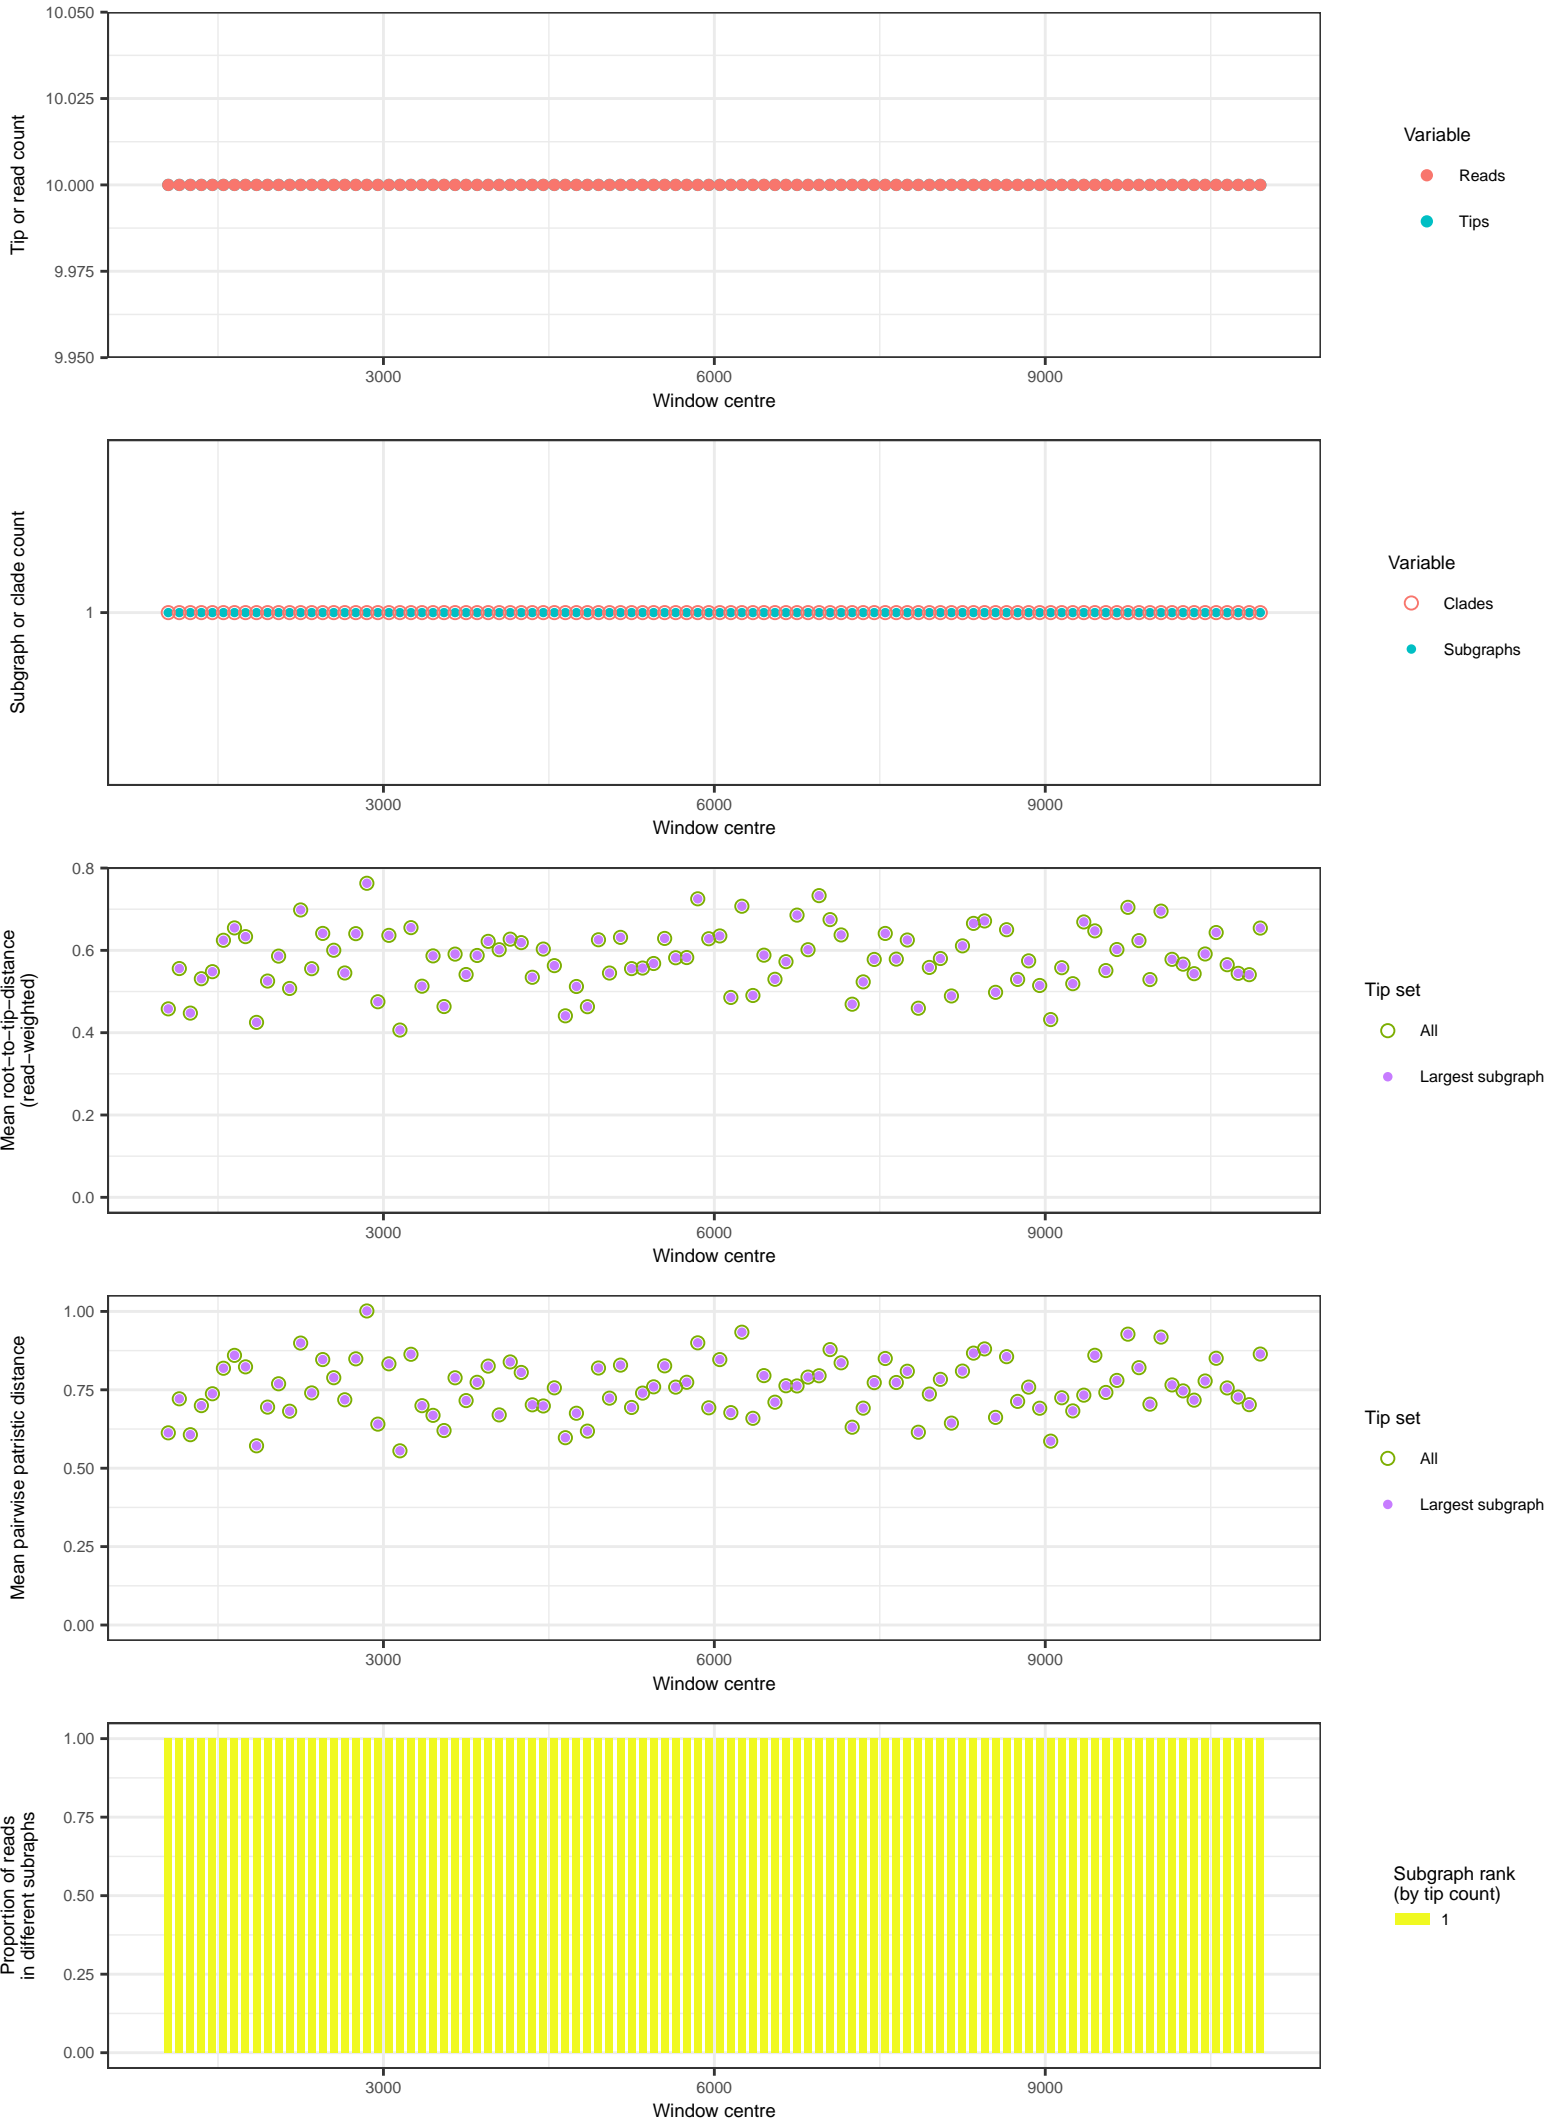 10.050
10.025
10.000
9.975
9.950
Tip or read count
3000
6000
9000
Window centre
Variable
Reads
Tips
1
Subgraph or clade count
3000
6000
9000
Window centre
Variable
Clades
Subgraphs
0.8
0.6
0.4
0.2
0.0
Mean root−to−tip−distance
(read−weighted)
3000
6000
9000
Window centre
Tip set
All
Largest subgraph
1.00
0.75
0.50
0.25
0.00
Mean pairwise patristic distance
3000
6000
9000
Window centre
Tip set
All
Largest subgraph
1.00
0.75
0.50
0.25
0.00
Proportion of reads
in different subraphs
3000
6000
9000
Window centre
Subgraph rank
(by tip count)
1